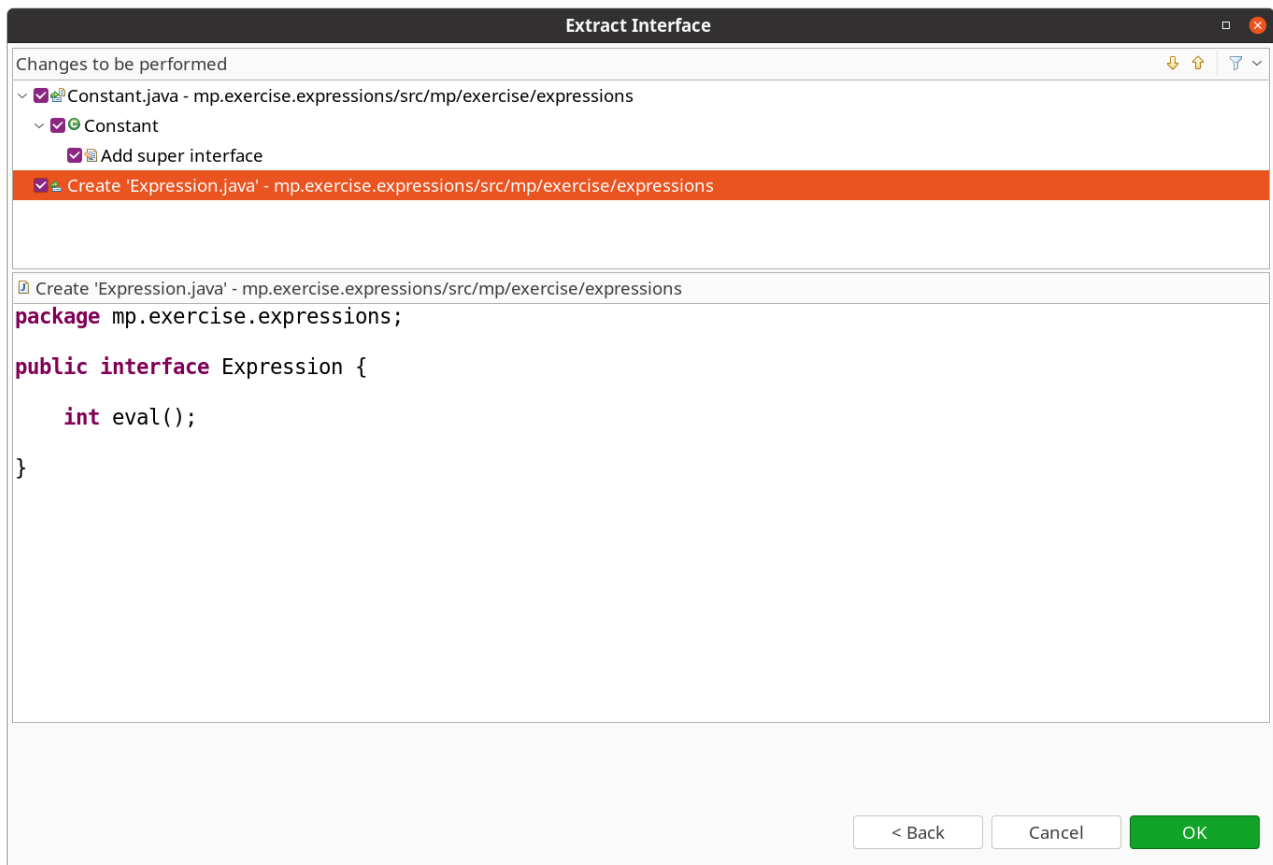 Extract Interface
Changes to be performed
Constant.java - mp.exercise.expressions/src/mp/exercise/expressions
Constant
Add super interface
Create 'Expression.java' - mp.exercise.expressions/src/mp/exercise/expressions
Create 'Expression.java' - mp.exercise.expressions/src/mp/exercise/expressions
package mp.exercise.expressions;
public interface Expression {
int eval();
}
< Back Cancel OK